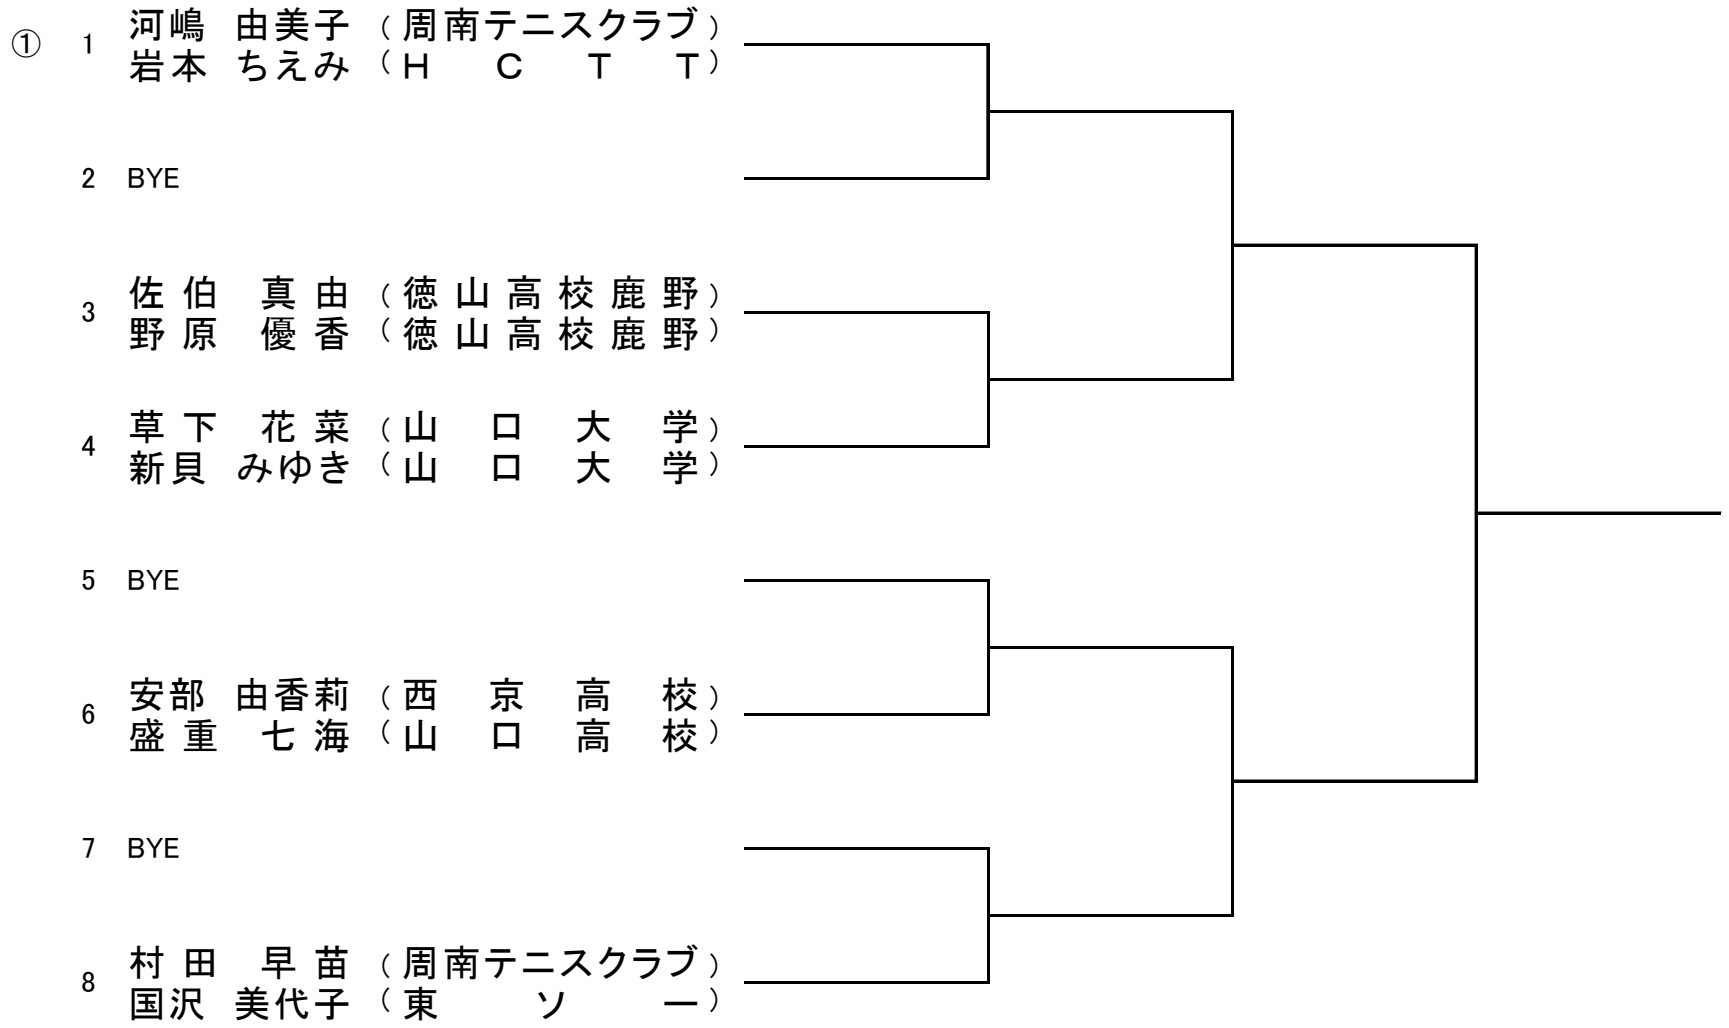 ① 1 河嶋 由美子 (周南テニスクラブ)
岩本 ちえみ (HCTT)
2 BYE
3 佐伯 真由 (徳山高校鹿野)
野原 優香 (徳山高校鹿野)
4 草下 花菜 (山口大学)
新貝 みゆき (山口大学)
5 BYE
6 安部 由香莉 (西京高校)
盛重 七海 (山口高校)
7 BYE
8 村田 早苗 (周南テニスクラブ)
国沢 美代子 (東ソー)